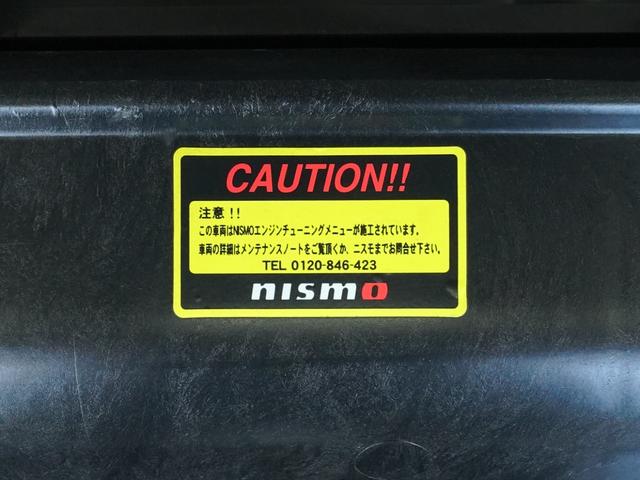 CAUTION!!
注意!!
この車両はNISMOエンジンチューニングメニューが施工されています。
車両の詳細はメンテナンスノートをご覧頂くか、ニスモまでお問合せ下さい。
TEL 0120-846-423
nismo